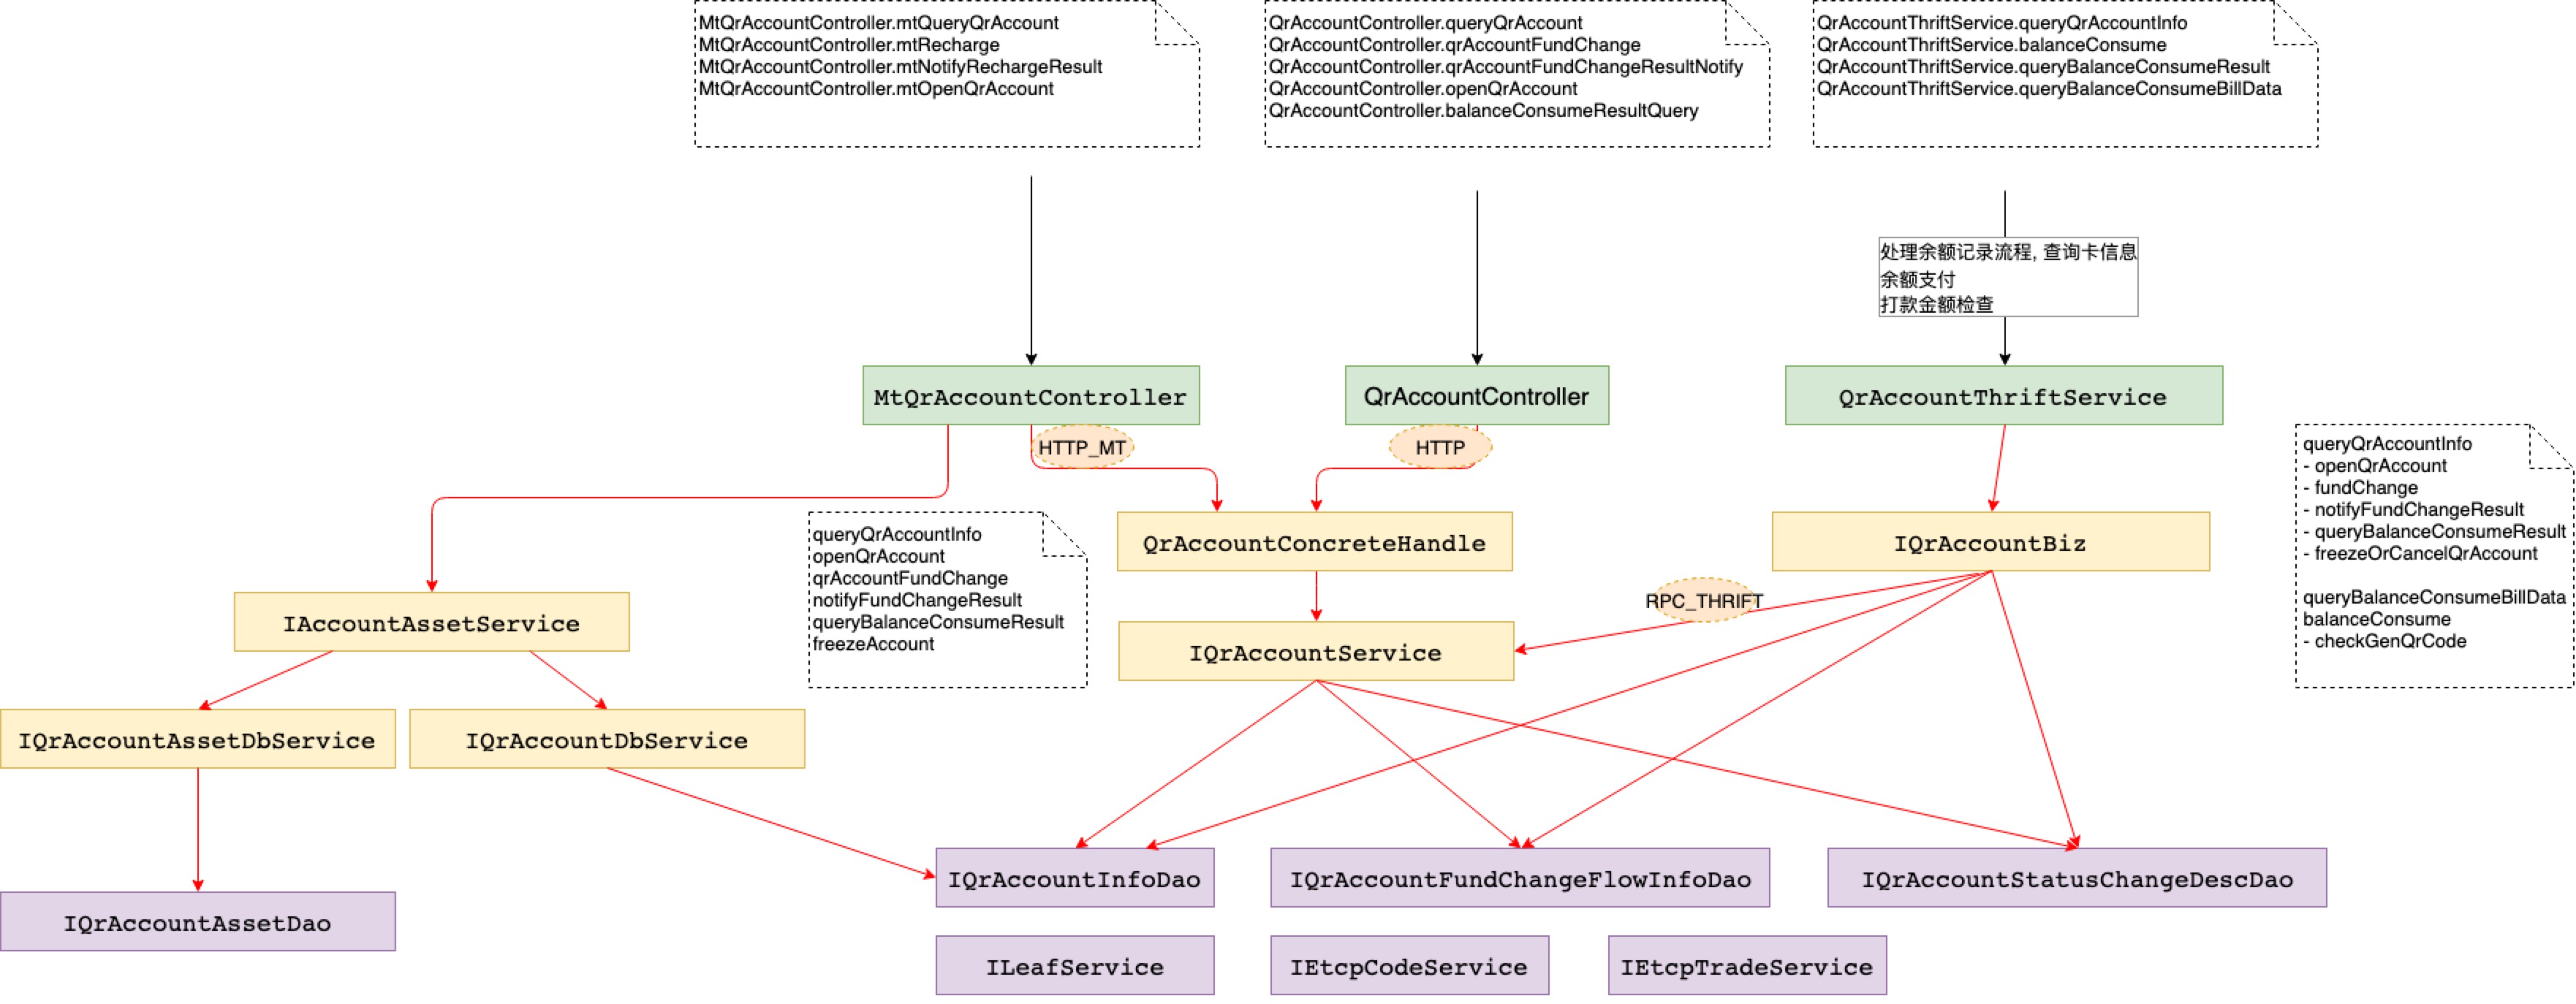 MtQrAccountController.mtQueryQrAccount
MtQrAccountController.mtRecharge
MtQrAccountController.mtNotifyRechargeResult
MtQrAccountController.mtOpenQrAccount
QrAccountController.queryQrAccount
QrAccountController.qrAccountFundChange
QrAccountController.qrAccountFundChangeResultNotify
QrAccountController.openQrAccount
QrAccountController.balanceConsumeResultQuery
QrAccountThriftService.queryQrAccountInfo
QrAccountThriftService.balanceConsume
QrAccountThriftService.queryBalanceConsumeResult
QrAccountThriftService.queryBalanceConsumeBillData
处理余额记录流程, 查询卡信息
余额支付
打款金额检查
MtQrAccountController
QrAccountController
QrAccountThriftService
HTTP_MT
HTTP
queryQrAccountInfo
- openQrAccount
- fundChange
- notifyFundChangeResult
- queryBalanceConsumeResult
- freezeOrCancelQrAccount
queryBalanceConsumeBillData
balanceConsume
- checkGenQrCode
queryQrAccountInfo
openQrAccount
qrAccountFundChange
notifyFundChangeResult
queryBalanceConsumeResult
freezeAccount
QrAccountConcreteHandle
IQrAccountBiz
RPC_THRIFT
IAccountAssetService
IQrAccountService
IQrAccountAssetDbService
IQrAccountDbService
IQrAccountInfoDao
IQrAccountFundChangeFlowInfoDao
IQrAccountStatusChangeDescDao
IQrAccountAssetDao
ILeafService
IEtcpCodeService
IEtcpTradeService